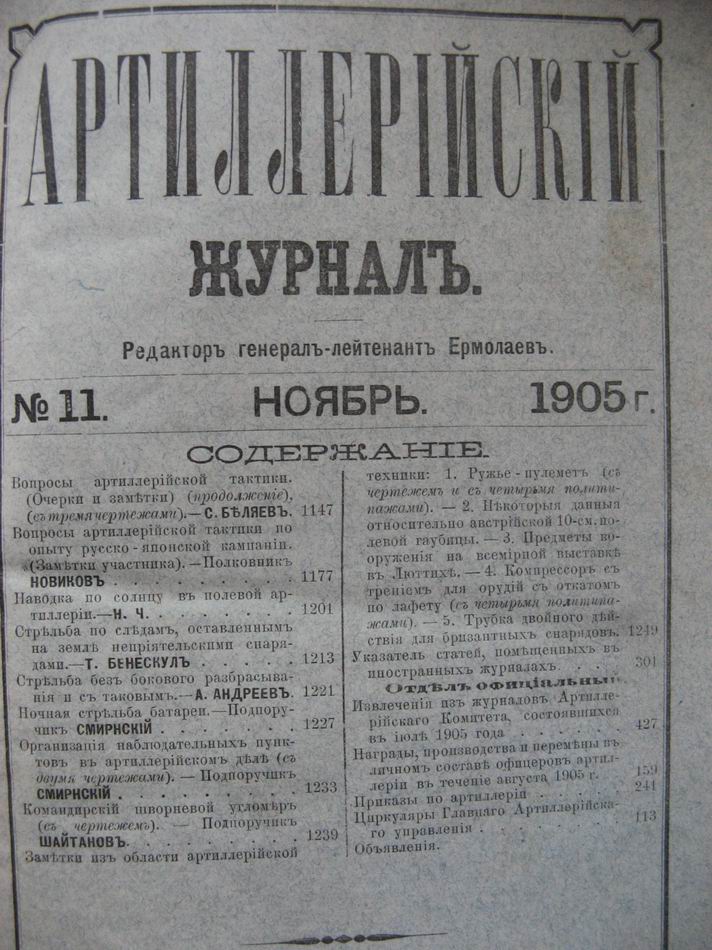 АРТИЛЛЕРІЙСКІЙ
ЖУРНАЛЪ.
Редакторъ генералъ-лейтенантъ Ермолаевъ.
№ 11. НОЯБРЬ. 1905 г.
СОДЕРЖАНІЕ.
Вопросы артиллерійской тактики.
(Очерки и замѣтки) (продолженіе),
(съ тремя чертежами).—С. БѢЛЯЕВЪ. 1147
Вопросы артиллерійской тактики по
опыту русско-японской кампаніи.
(Замѣтки участника).—Полковникъ
НОВИКОВЪ . . . . . . . . . 1177
Наводка по солнцу въ полевой ар-
тиллеріи.—Н. Ч. . . . . . . . 1201
Стрѣльба по слѣдамъ, оставленнымъ
на землѣ непріятельскими снаря-
дами.—Т. БЕНЕСКУЛЪ . . . . . 1213
Стрѣльба безъ бокового разбрасыва-
нія и съ таковымъ.—А. АНДРЕЕВЪ. 1221
Ночная стрѣльба батареи.—Подпору-
чикъ СМИРНСКІЙ . . . . . . . 1227
Организація наблюдательныхъ пунк-
товъ въ артиллерійскомъ дѣлѣ (съ
двумя чертежами). — Подпоручикъ
СМИРНСКІЙ . . . . . . . . . 1233
Командирскій шворневой угломѣръ
(съ чертежемъ). — Подпоручикъ
ШАЙТАНОВЪ. . . . . . . . . 1239
Замѣтки изъ области артиллерійской
техники: 1. Ружье-пулеметъ (съ
чертежемъ и съ четырьмя полити-
пажами). — 2. Нѣкоторыя данныя
относительно австрійской 10-см. по-
левой гаубицы. — 3. Предметы во-
оруженія на всемірной выставкѣ
въ Люттихѣ. — 4. Компрессоръ съ
треніемъ для орудій съ откатомъ
по лафету (съ четырьмя политипа-
жами). — 5. Трубка двойного дѣй-
ствія для бризантныхъ снарядовъ. 1249
Указатель статей, помѣщенныхъ въ
иностранныхъ журналахъ. . . . . 301
Отдѣлъ офиціальный.
Извлеченія изъ журналовъ Артилле-
рійскаго Комитета, состоявшихся
въ іюлѣ 1905 года . . . . . . 427
Награды, производства и перемѣны въ
личномъ составѣ офицеровъ артил-
леріи въ теченіе августа 1905 г. 159
Приказы по артиллеріи . . . . . 241
Циркуляры Главнаго Артиллерійска-
го управленія . . . . . . . . 113
Объявленія.